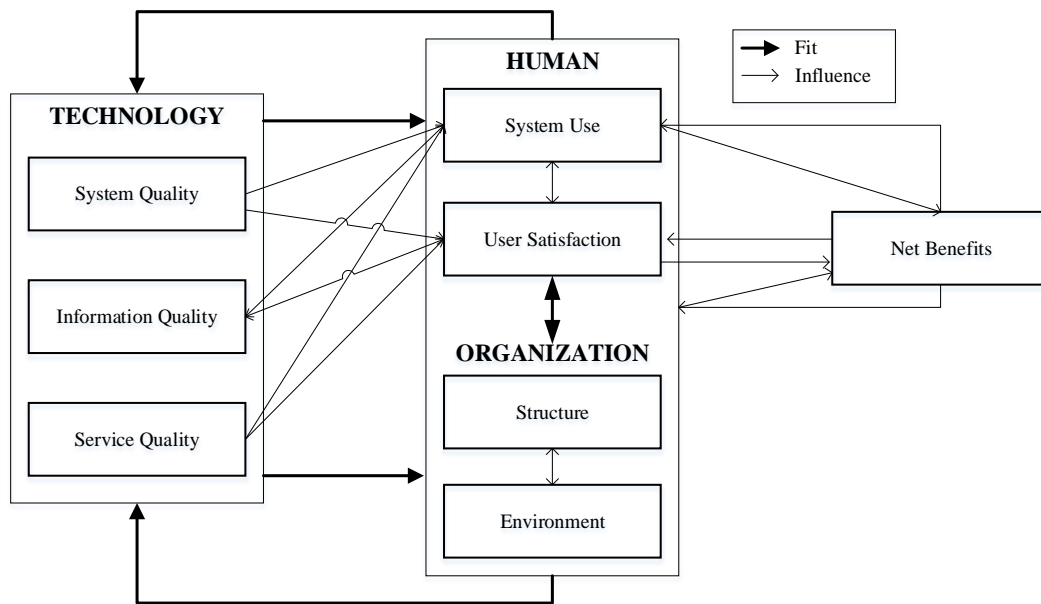 Fit
Influence
TECHNOLOGY
System Quality
Information Quality
Service Quality
HUMAN
System Use
User Satisfaction
ORGANIZATION
Structure
Environment
Net Benefits